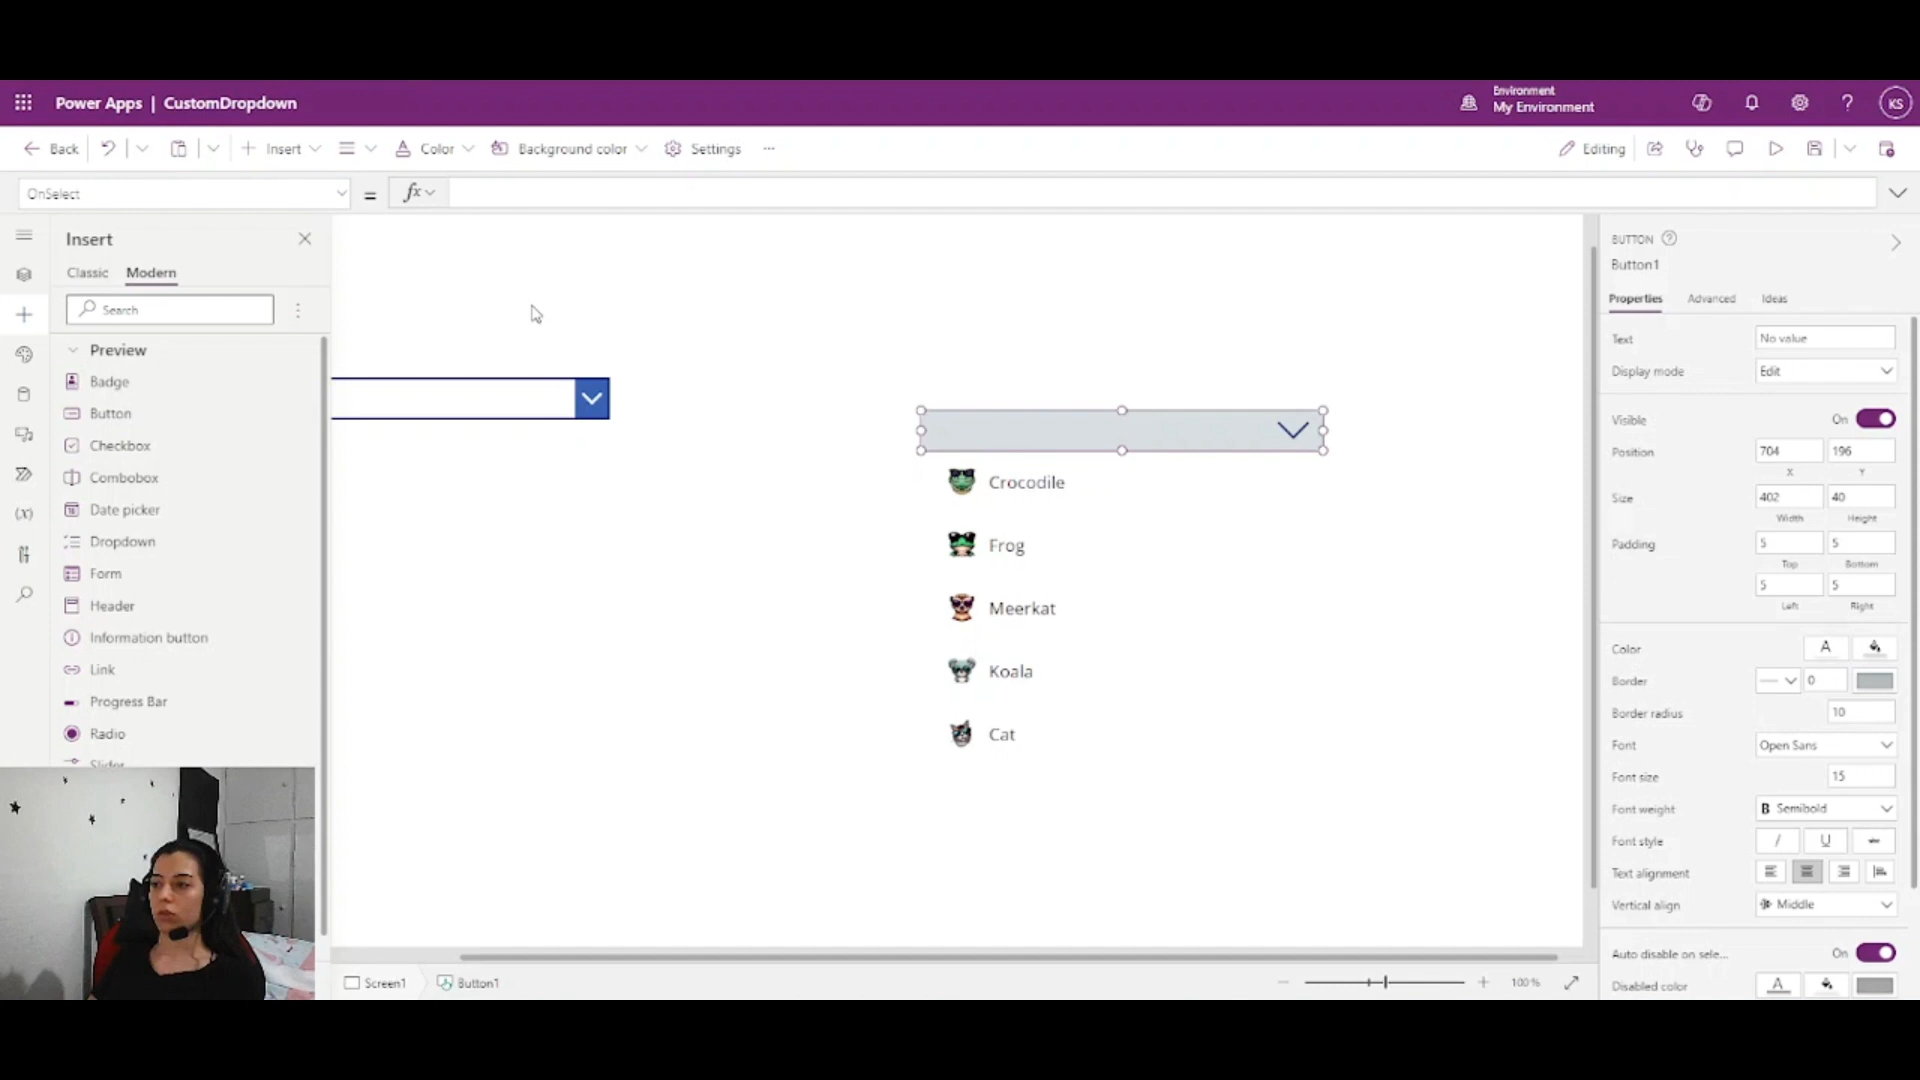 Power Apps | CustomDropdown
Environment
My Environment
KS
Back
Insert
Color
Background color
Settings
Editing
OnSelect
=
fx
Insert
Classic
Modern
Search
Preview
Badge
Button
Checkbox
Combobox
Date picker
Dropdown
Form
Header
Information button
Link
Progress Bar
Radio
Slider
Crocodile
Frog
Meerkat
Koala
Cat
BUTTON
Button1
Properties
Advanced
Ideas
Text
No value
Display mode
Edit
Visible
On
Position
704
196
X
Y
Size
402
40
Width
Height
Padding
5
5
Top
Bottom
5
5
Left
Right
Color
A
Border
0
Border radius
10
Font
Open Sans
Font size
15
Font weight
B Semibold
Font style
/
U
Text alignment
Vertical align
Middle
Auto disable on sele...
On
Disabled color
A
Screen1
Button1
100 %